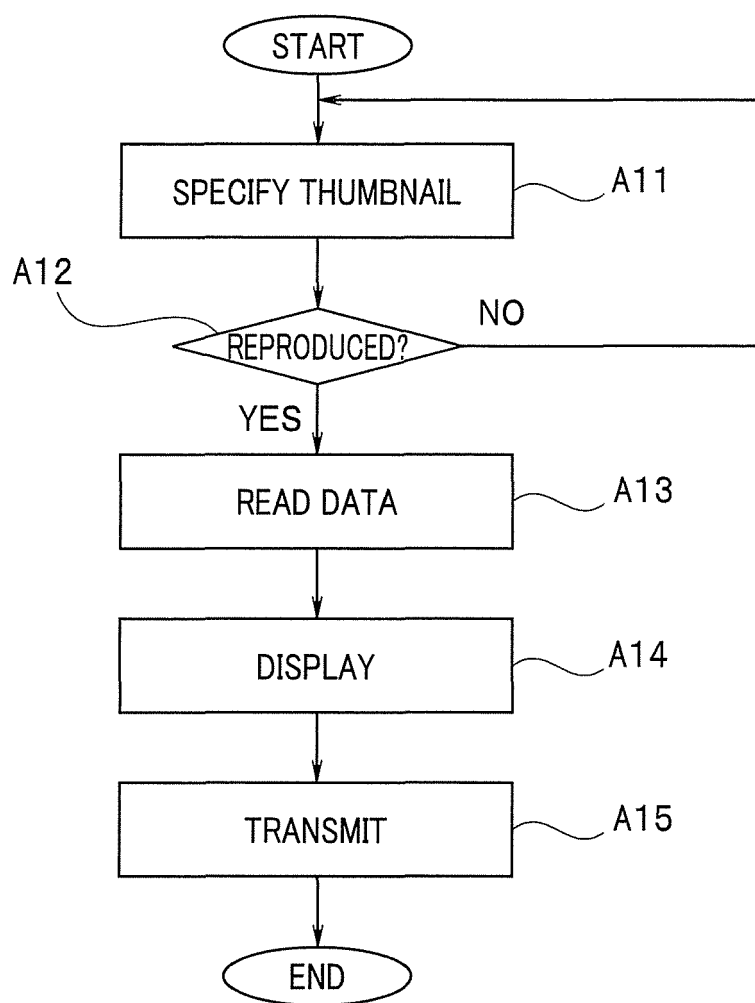 START
SPECIFY THUMBNAIL
A11
A12
REPRODUCED?
NO
YES
READ DATA
A13
DISPLAY
A14
TRANSMIT
A15
END